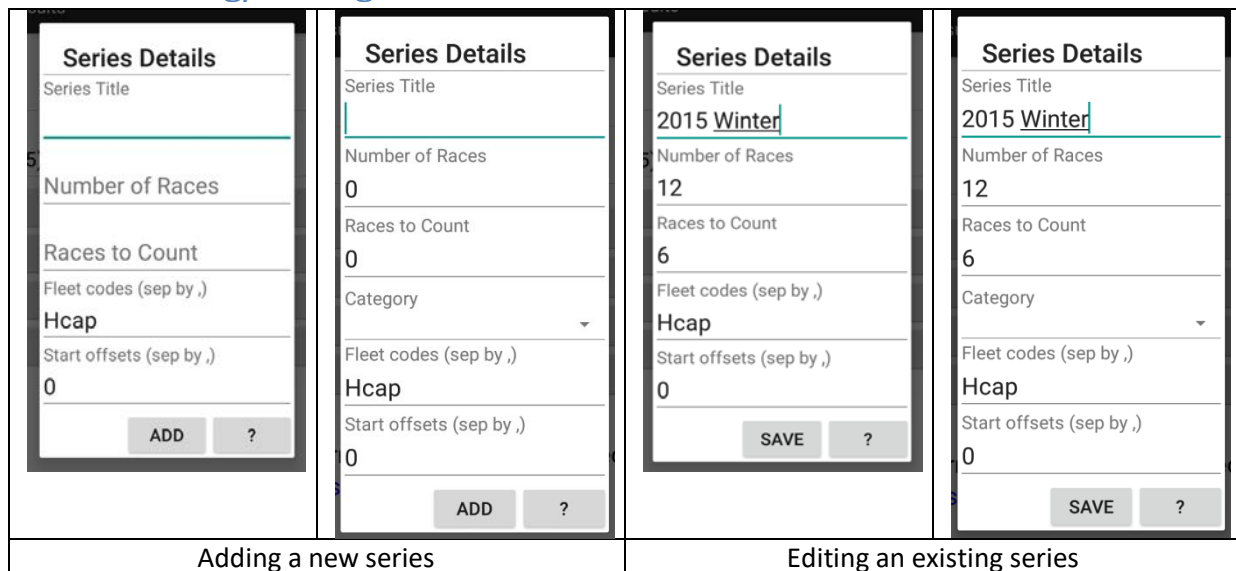 Series Details
Series Title
Number of Races
Races to Count
Fleet codes (sep by ,)
Hcap
Start offsets (sep by ,)
0
ADD
?
Series Details
Series Title
Number of Races
0
Races to Count
0
Category
Fleet codes (sep by ,)
Hcap
Start offsets (sep by ,)
0
ADD
?
Series Details
Series Title
2015 Winter
Number of Races
12
Races to Count
6
Fleet codes (sep by ,)
Hcap
Start offsets (sep by ,)
0
SAVE
?
Series Details
Series Title
2015 Winter
Number of Races
12
Races to Count
6
Category
Fleet codes (sep by ,)
Hcap
Start offsets (sep by ,)
0
SAVE
?
Adding a new series
Editing an existing series